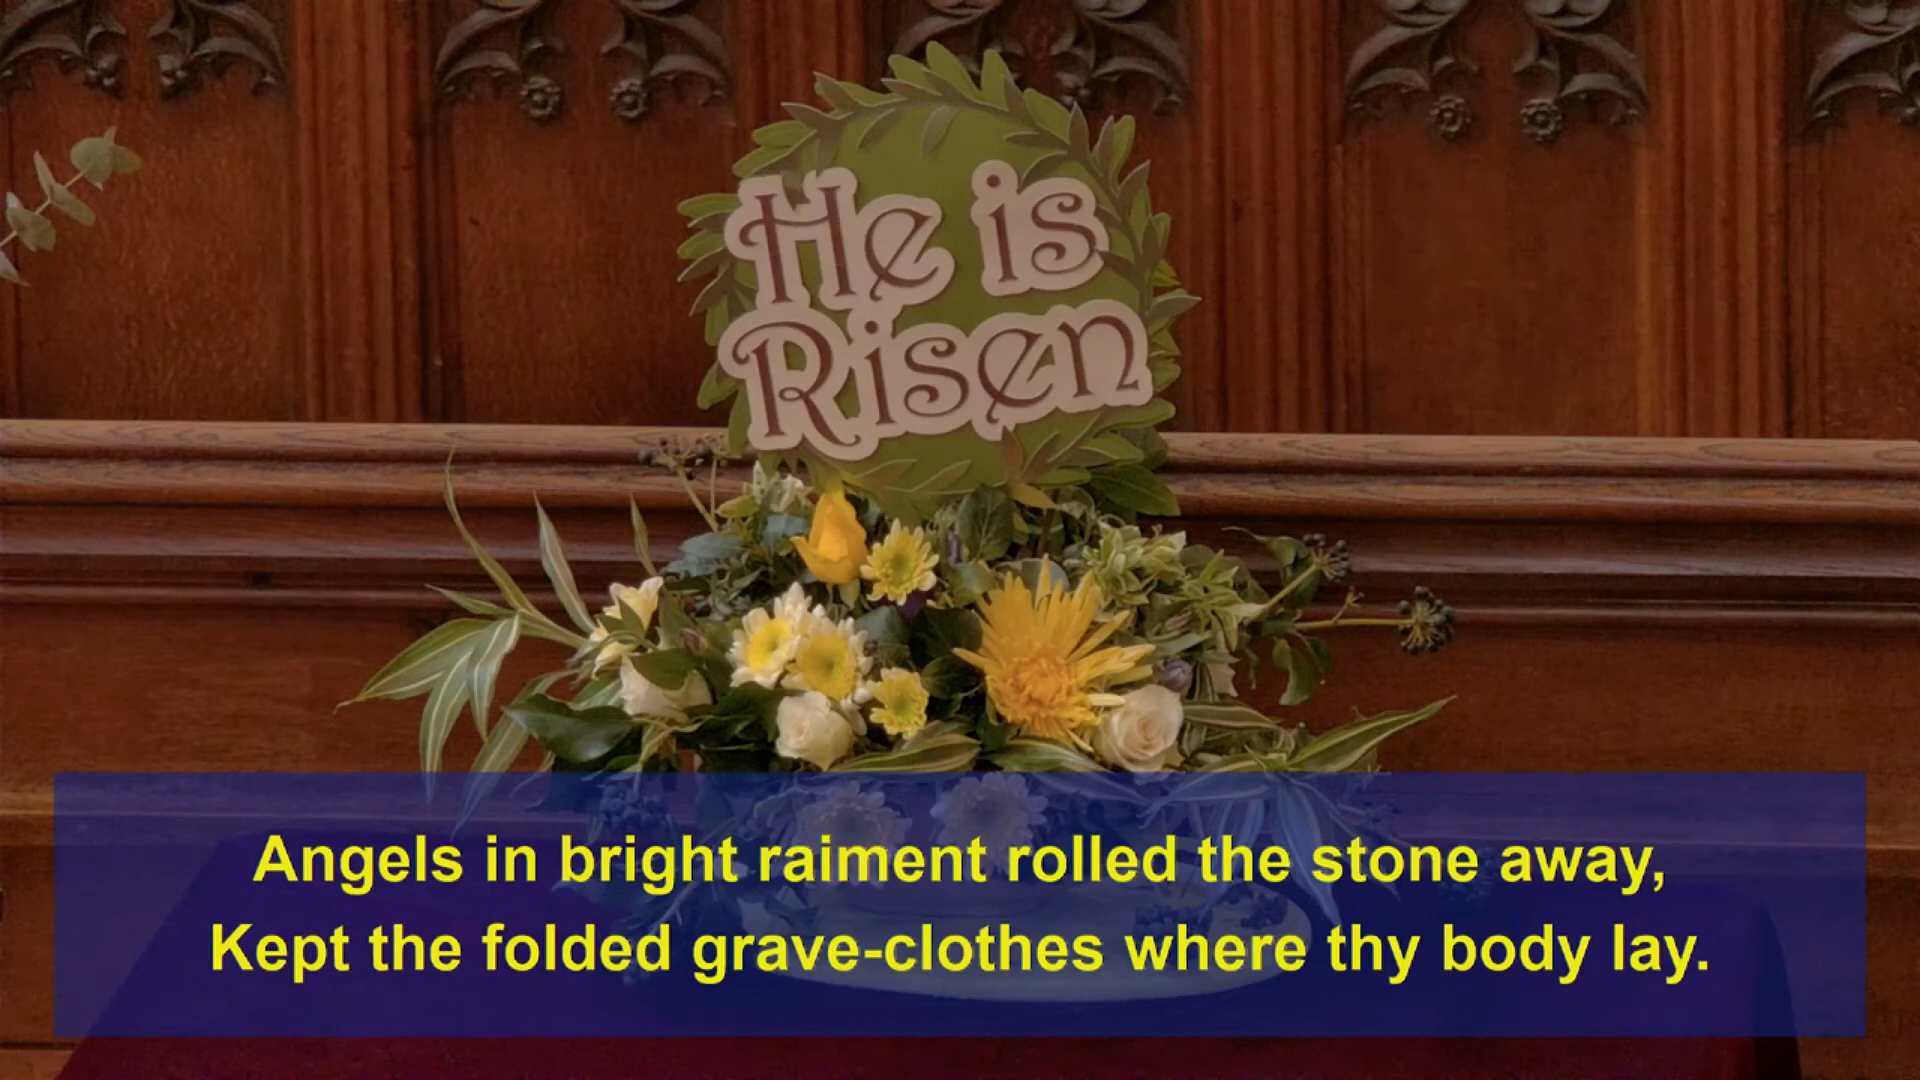 He is
Risen
Angels in bright raiment rolled the stone away,
Kept the folded grave-clothes where thy body lay.